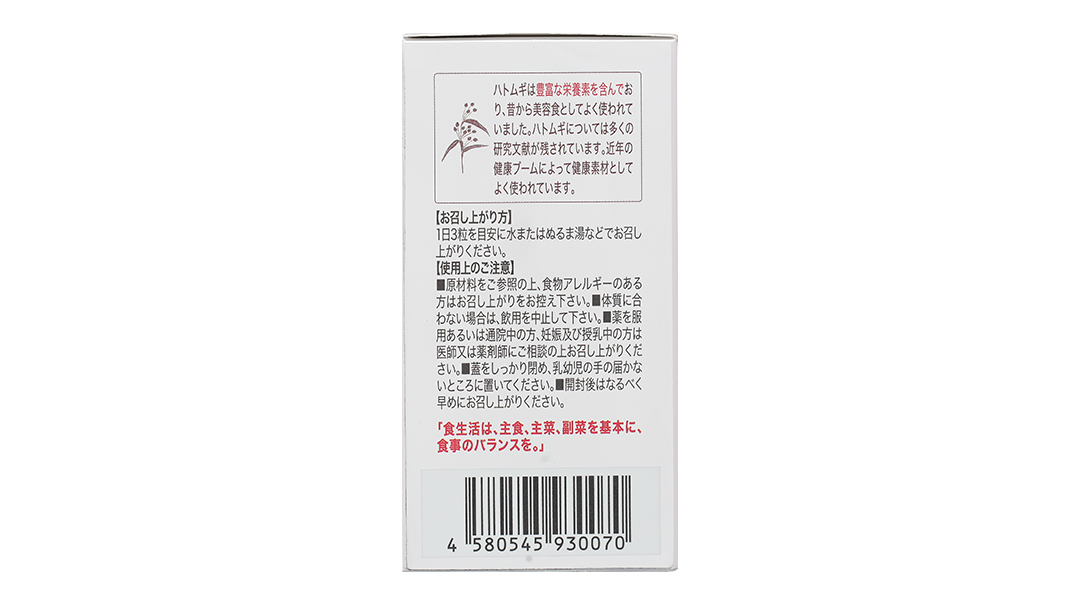 ハトムギは豊富な栄養素を含んでお
り、昔から美容食としてよく使われて
いました。ハトムギについては多くの
研究文献が残されています。近年の
健康ブームによって健康素材として
よく使われています。
【お召し上がり方】
1日3粒を目安に水またはぬるま湯などでお召し
上がりください。
【使用上のご注意】
■原材料をご参照の上、食物アレルギーのある
方はお召し上がりをお控え下さい。■体質に合
わない場合は、飲用を中止して下さい。■薬を服
用あるいは通院中の方、妊娠及び授乳中の方は
医師又は薬剤師にご相談の上お召し上がりくだ
さい。■蓋をしっかり閉め、乳幼児の手の届かな
いところに置いてください。■開封後はなるべく
早めにお召し上がりください。
「食生活は、主食、主菜、副菜を基本に、
食事のバランスを。」
4 580545 930070